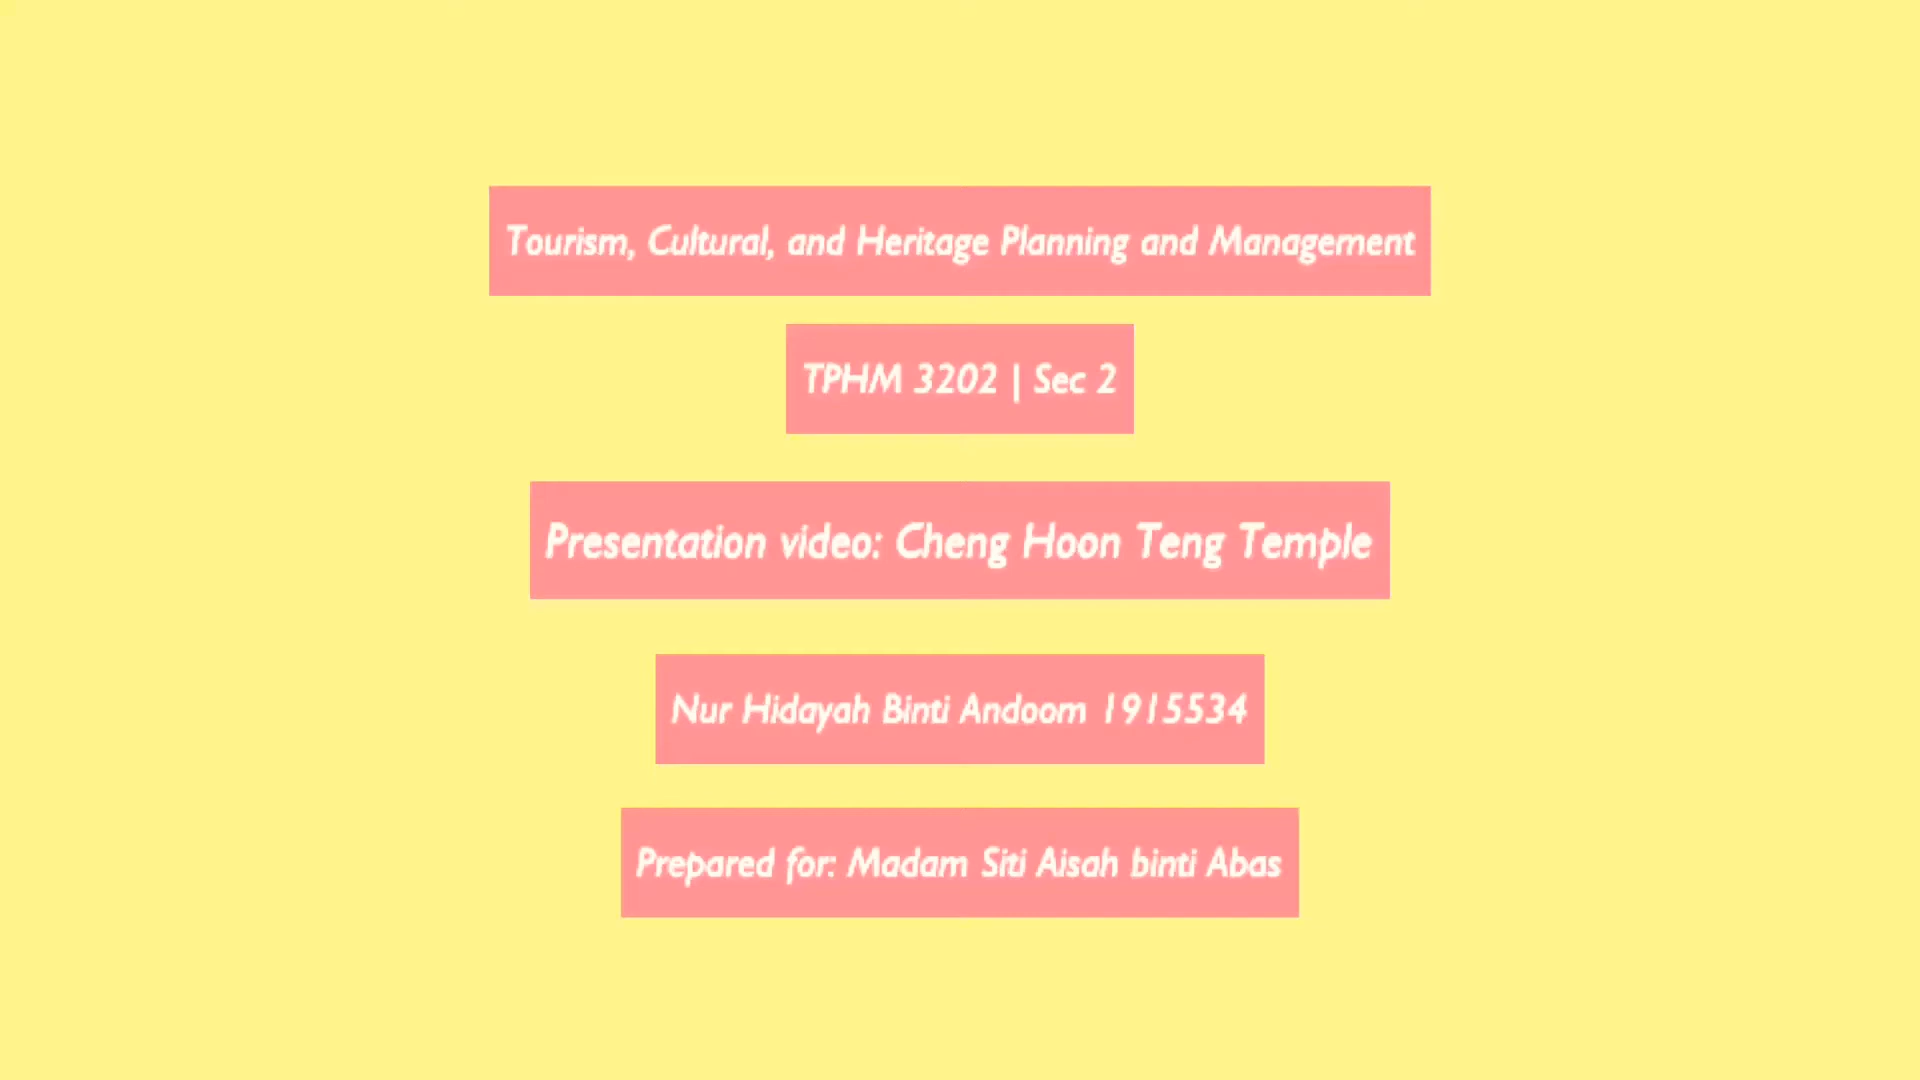 Tourism, Cultural, and Heritage Planning and Management
TPHM 3202 | Sec 2
Presentation video: Cheng Hoon Teng Temple
Nur Hidayah Binti Andoom 1915534
Prepared for: Madam Siti Aisah binti Abas